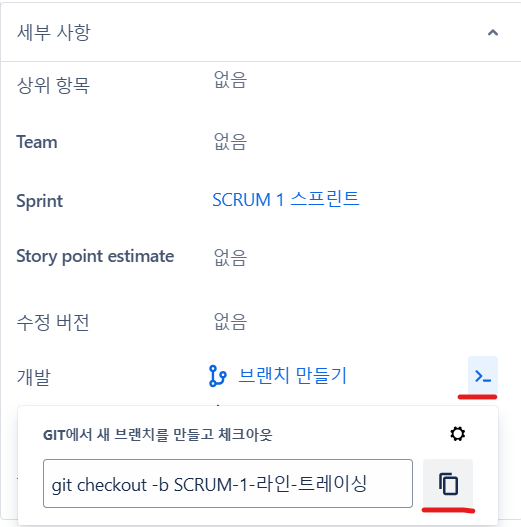 세부 사항
상위 항목 없음
Team 없음
Sprint SCRUM 1 스프린트
Story point estimate 없음
수정 버전 없음
개발 브랜치 만들기
GIT에서 새 브랜치를 만들고 체크아웃
git checkout -b SCRUM-1-라인-트레이싱